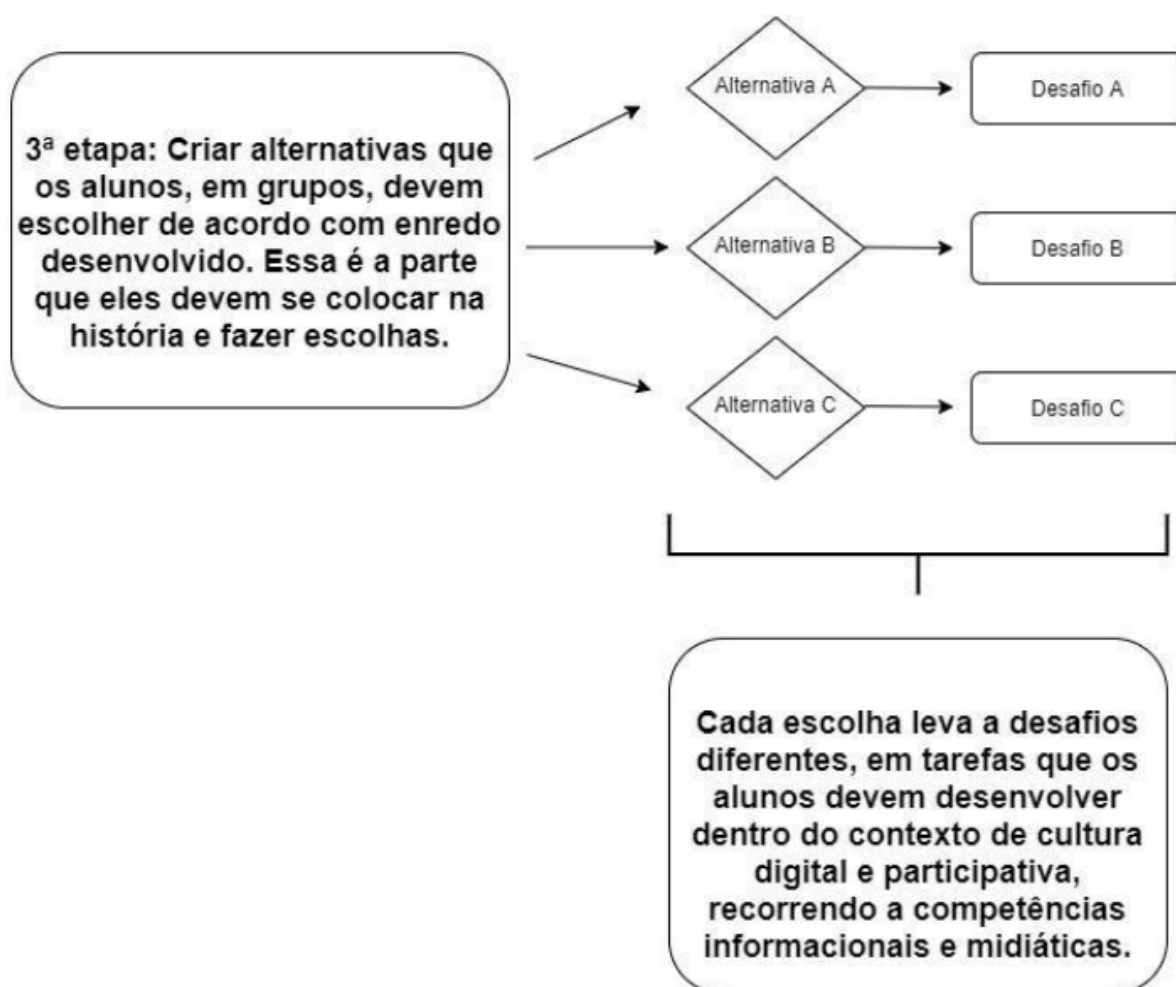 3ª etapa: Criar alternativas que
os alunos, em grupos, devem
escolher de acordo com enredo
desenvolvido. Essa é a parte
que eles devem se colocar na
história e fazer escolhas.
Alternativa A
Desafio A
Alternativa B
Desafio B
Alternativa C
Desafio C
Cada escolha leva a desafios
diferentes, em tarefas que os
alunos devem desenvolver
dentro do contexto de cultura
digital e participativa,
recorrendo a competências
informacionais e midiáticas.